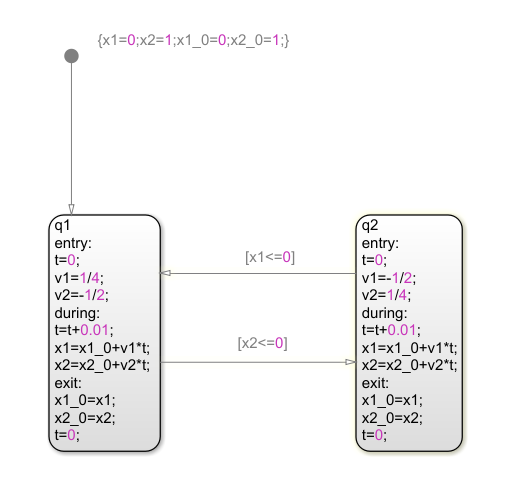 {x1=0;x2=1;x1_0=0;x2_0=1;}
q1
entry:
t=0;
v1=1/4;
v2=-1/2;
during:
t=t+0.01;
x1=x1_0+v1*t;
x2=x2_0+v2*t;
exit:
x1_0=x1;
x2_0=x2;
t=0;
[x1<=0]
[x2<=0]
q2
entry:
t=0;
v1=-1/2;
v2=1/4;
during:
t=t+0.01;
x1=x1_0+v1*t;
x2=x2_0+v2*t;
exit:
x1_0=x1;
x2_0=x2;
t=0;